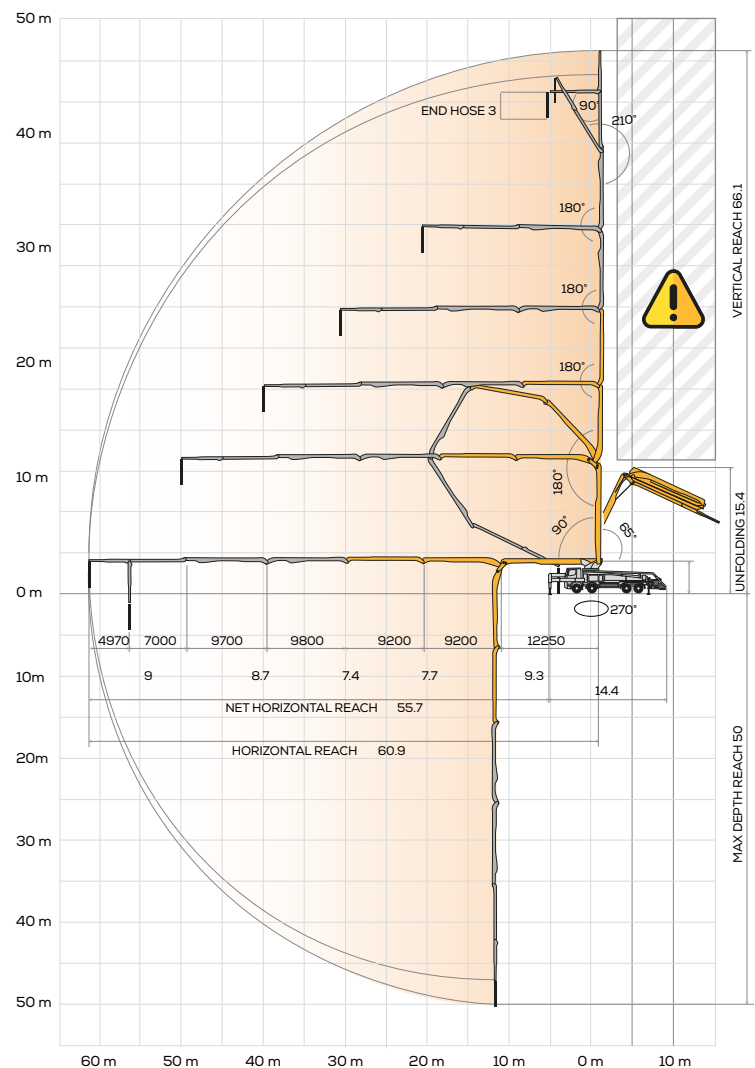 50 m
END HOSE 3
90°
210°
40 m
VERTICAL REACH 66.1
180°
30 m
180°
20 m
180°
10 m
180°
90°
65°
UNFOLDING 15.4
0 m
270°
4970 7000 9700 9800 9200 9200 12250
10m
9 8.7 7.4 7.7 9.3
14.4
NET HORIZONTAL REACH 55.7
HORIZONTAL REACH 60.9
20m
MAX DEPTH REACH 50
30 m
40 m
50 m
60 m 50 m 40 m 30 m 20 m 10 m 0 m 10 m